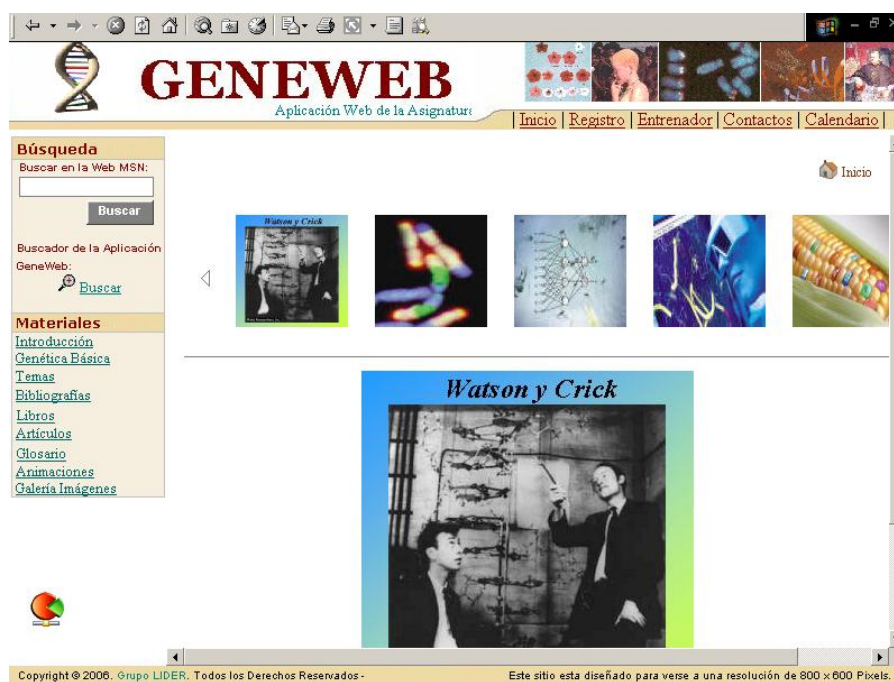 GENEWEB
Aplicación Web de la Asignatura
| Inicio | Registro | Entrenador | Contactos | Calendario |
Búsqueda
Buscar en la Web MSN:
Buscar
Buscador de la Aplicación
GeneWeb:
Buscar
Materiales
Introducción
Genética Básica
Temas
Bibliografías
Libros
Artículos
Glosario
Animaciones
Galería Imágenes
Inicio
Watson y Crick
Watson y Crick
Copyright © 2006. Grupo LIDER. Todos los Derechos Reservados -
Este sitio esta diseñado para verse a una resolución de 800 x 600 Pixels